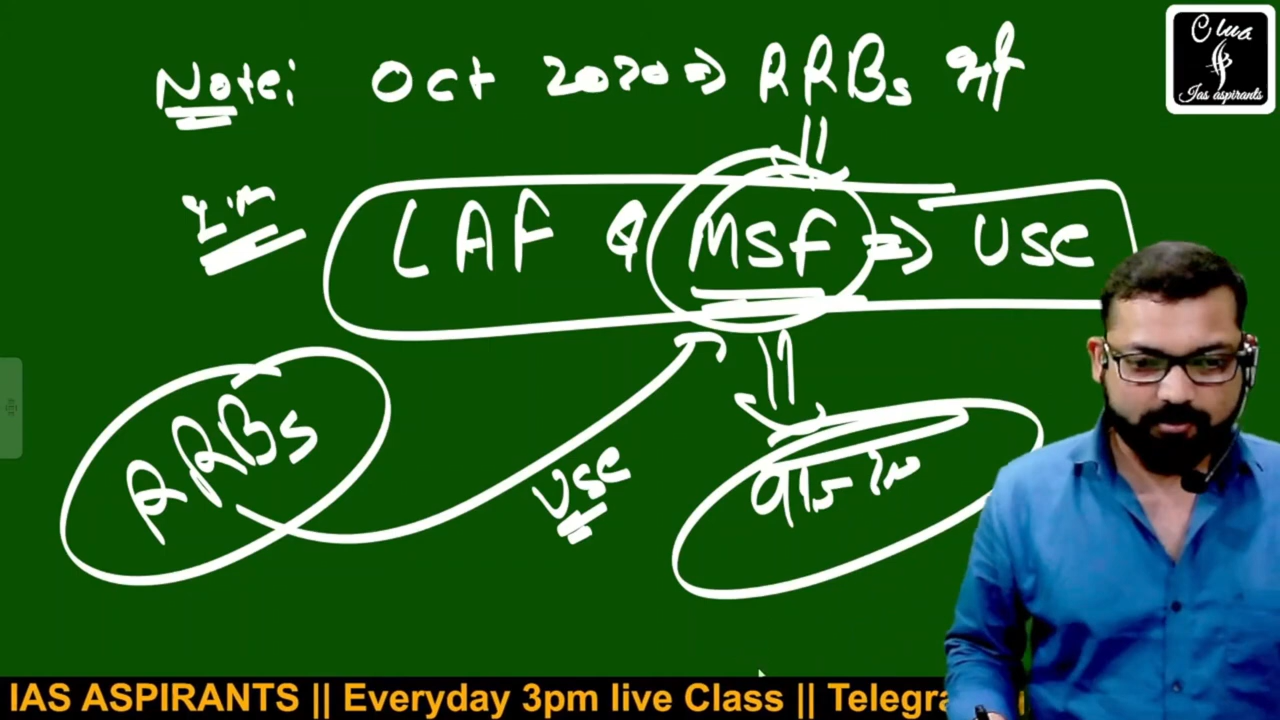 Clua
Ias aspirants
Note: Oct 2020 ⇒ RRBs भी
LAF & MSF ⇒ Use
RRBs
Use
IAS ASPIRANTS || Everyday 3pm live Class || Telegra